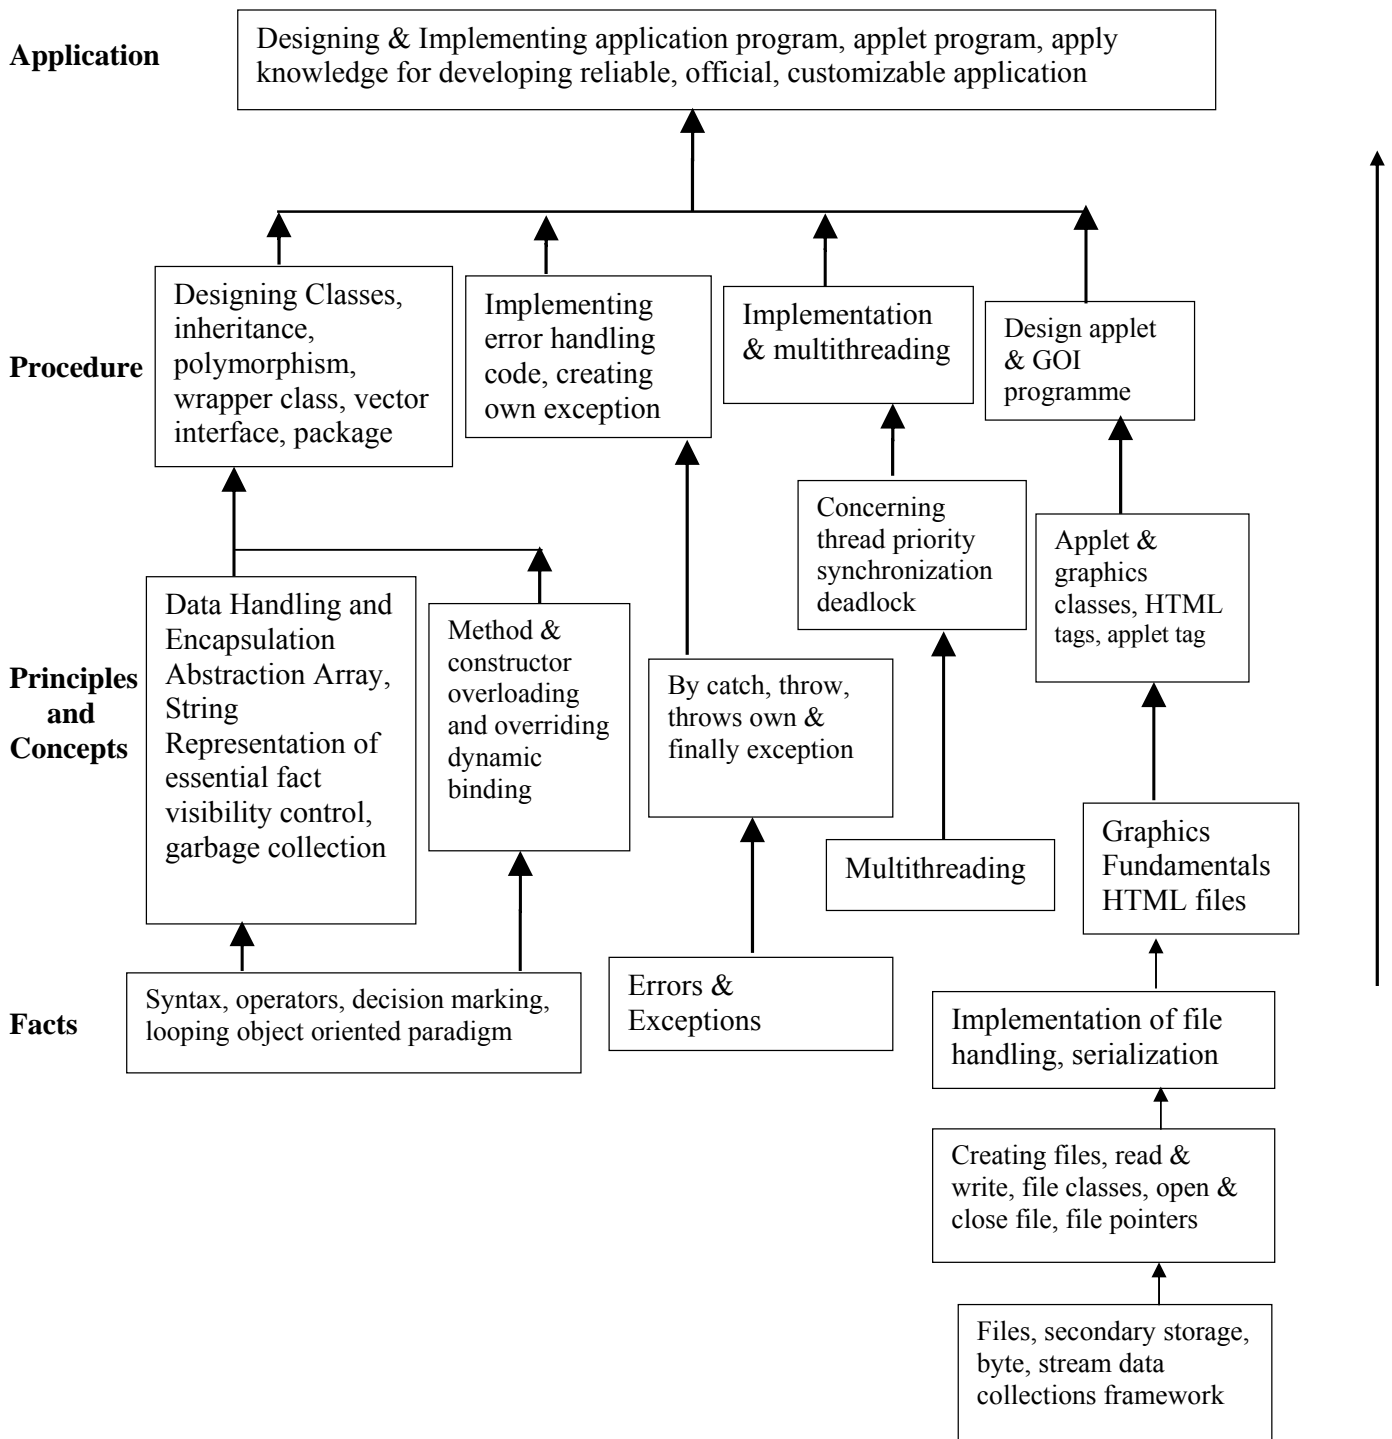 Application
Designing & Implementing application program, applet program, apply
knowledge for developing reliable, official, customizable application
Procedure
Designing Classes,
inheritance,
polymorphism,
wrapper class, vector
interface, package
Implementing
error handling
code, creating
own exception
Implementation
& multithreading
Design applet
& GOI
programme
Principles
and
Concepts
Data Handling and
Encapsulation
Abstraction Array,
String
Representation of
essential fact
visibility control,
garbage collection
Method &
constructor
overloading
and overriding
dynamic
binding
By catch, throw,
throws own &
finally exception
Concerning
thread priority
synchronization
deadlock
Applet &
graphics
classes, HTML
tags, applet tag
Multithreading
Graphics
Fundamentals
HTML files
Facts
Syntax, operators, decision marking,
looping object oriented paradigm
Errors &
Exceptions
Implementation of file
handling, serialization
Creating files, read &
write, file classes, open &
close file, file pointers
Files, secondary storage,
byte, stream data
collections framework